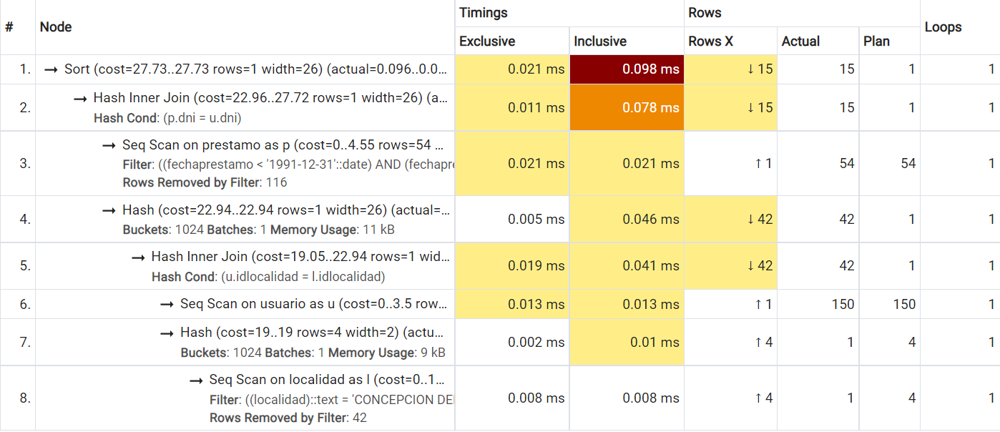 # Node Timings Rows Loops
Exclusive Inclusive Rows X Actual Plan
1. → Sort (cost=27.73..27.73 rows=1 width=26) (actual=0.096..0.0... 0.021 ms 0.098 ms ↓ 15 15 1 1
2. → Hash Inner Join (cost=22.96..27.72 rows=1 width=26) (a... 0.011 ms 0.078 ms ↓ 15 15 1 1
Hash Cond: (p.dni = u.dni)
3. → Seq Scan on prestamo as p (cost=0..4.55 rows=54 ... 0.021 ms 0.021 ms ↑ 1 54 54 1
Filter: ((fechaprestamo < '1991-12-31'::date) AND (fechapre
Rows Removed by Filter: 116
4. → Hash (cost=22.94..22.94 rows=1 width=26) (actual=... 0.005 ms 0.046 ms ↓ 42 42 1 1
Buckets: 1024 Batches: 1 Memory Usage: 11 kB
5. → Hash Inner Join (cost=19.05..22.94 rows=1 wid... 0.019 ms 0.041 ms ↓ 42 42 1 1
Hash Cond: (u.idlocalidad = l.idlocalidad)
6. → Seq Scan on usuario as u (cost=0..3.5 row... 0.013 ms 0.013 ms ↑ 1 150 150 1
7. → Hash (cost=19..19 rows=4 width=2) (actu... 0.002 ms 0.01 ms ↑ 4 1 4 1
Buckets: 1024 Batches: 1 Memory Usage: 9 kB
8. → Seq Scan on localidad as l (cost=0..1... 0.008 ms 0.008 ms ↑ 4 1 4 1
Filter: ((localidad)::text = 'CONCEPCION DE
Rows Removed by Filter: 42